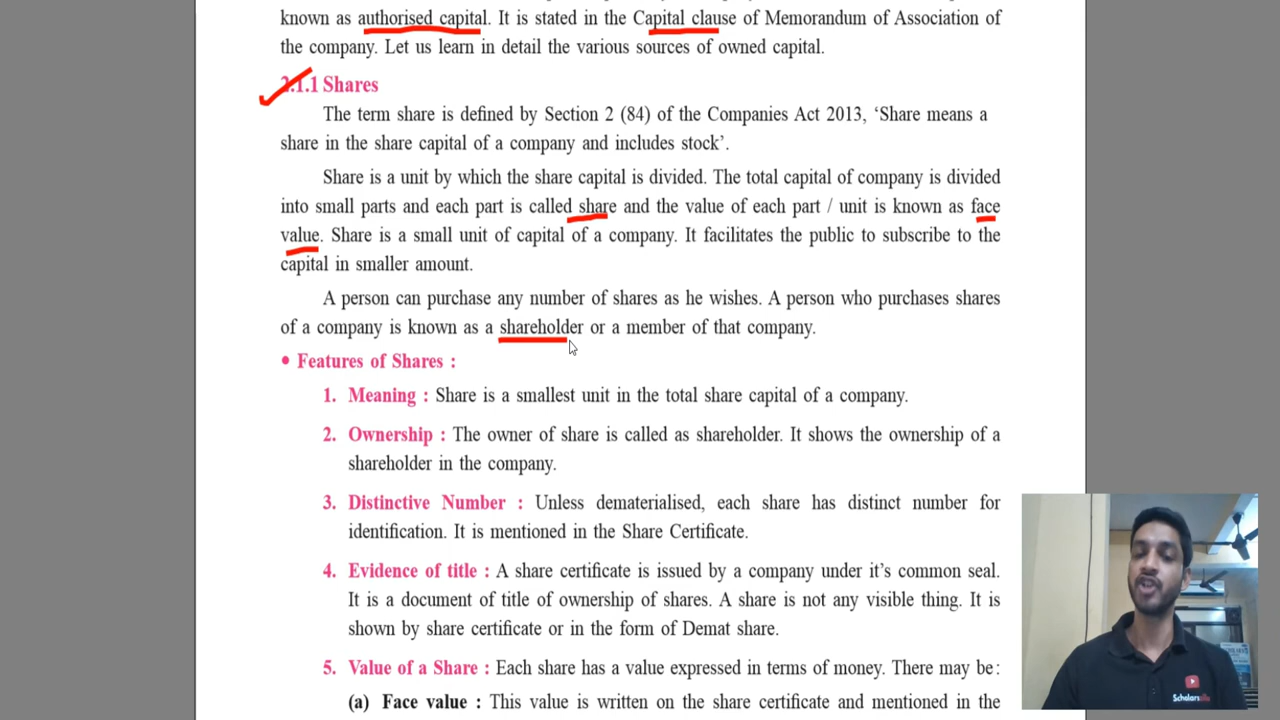 known as authorised capital. It is stated in the Capital clause of Memorandum of Association of
the company. Let us learn in detail the various sources of owned capital.
2.1.1 Shares
The term share is defined by Section 2 (84) of the Companies Act 2013, ‘Share means a
share in the share capital of a company and includes stock’.
Share is a unit by which the share capital is divided. The total capital of company is divided
into small parts and each part is called share and the value of each part / unit is known as face
value. Share is a small unit of capital of a company. It facilitates the public to subscribe to the
capital in smaller amount.
A person can purchase any number of shares as he wishes. A person who purchases shares
of a company is known as a shareholder or a member of that company.
• Features of Shares :
1. Meaning : Share is a smallest unit in the total share capital of a company.
2. Ownership : The owner of share is called as shareholder. It shows the ownership of a
shareholder in the company.
3. Distinctive Number : Unless dematerialised, each share has distinct number for
identification. It is mentioned in the Share Certificate.
4. Evidence of title : A share certificate is issued by a company under it’s common seal.
It is a document of title of ownership of shares. A share is not any visible thing. It is
shown by share certificate or in the form of Demat share.
5. Value of a Share : Each share has a value expressed in terms of money. There may be:
(a) Face value : This value is written on the share certificate and mentioned in the